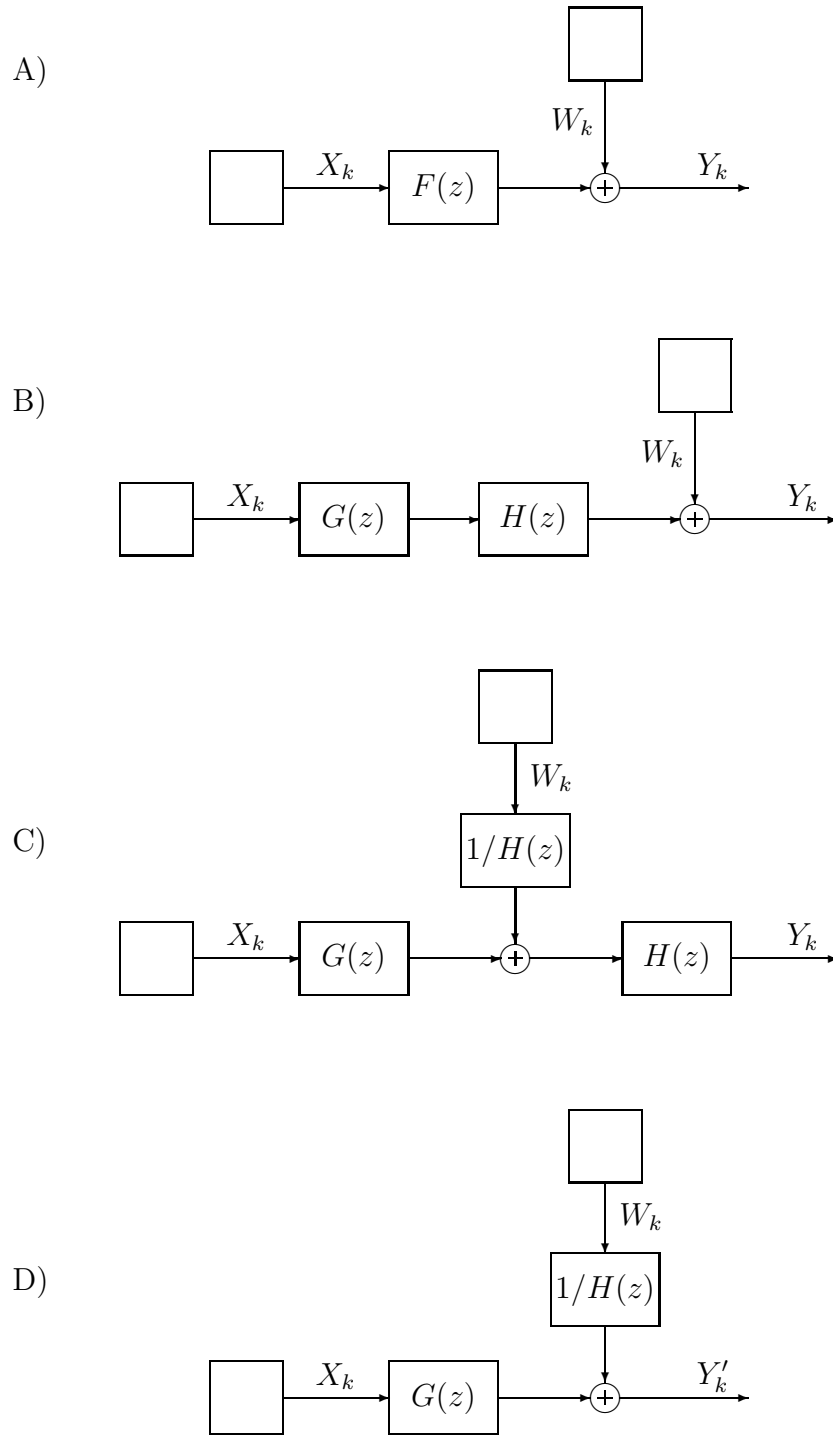 A)
W_k
X_k F(z) + Y_k
B)
W_k
X_k G(z) H(z) + Y_k
C)
W_k
1/H(z)
X_k G(z) + H(z) Y_k
D)
W_k
1/H(z)
X_k G(z) + Y'_k